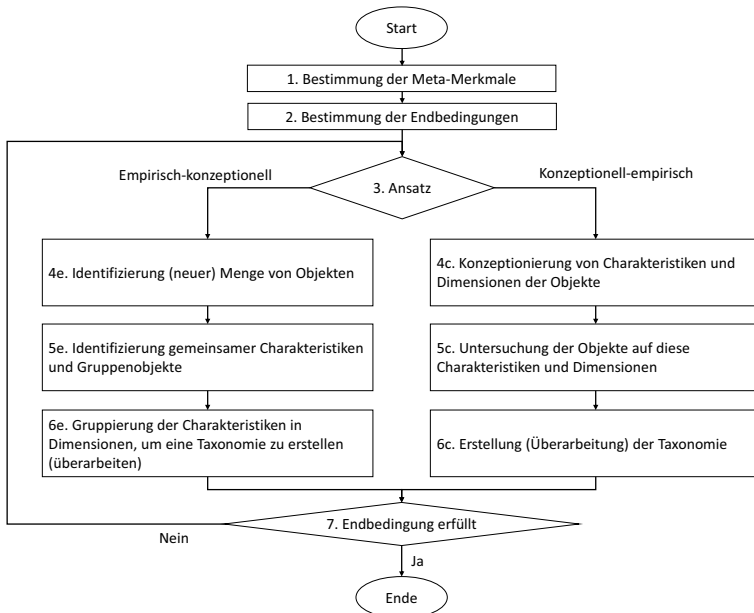 Start
1. Bestimmung der Meta-Merkmale
2. Bestimmung der Endbedingungen
Empirisch-konzeptionell
Konzeptionell-empirisch
3. Ansatz
4e. Identifizierung (neuer) Menge von Objekten
4c. Konzeptionierung von Charakteristiken und
Dimensionen der Objekte
5e. Identifizierung gemeinsamer Charakteristiken
und Gruppenobjekte
5c. Untersuchung der Objekte auf diese
Charakteristiken und Dimensionen
6e. Gruppierung der Charakteristiken in
Dimensionen, um eine Taxonomie zu erstellen
(überarbeiten)
6c. Erstellung (Überarbeitung) der Taxonomie
7. Endbedingung erfüllt
Nein
Ja
Ende